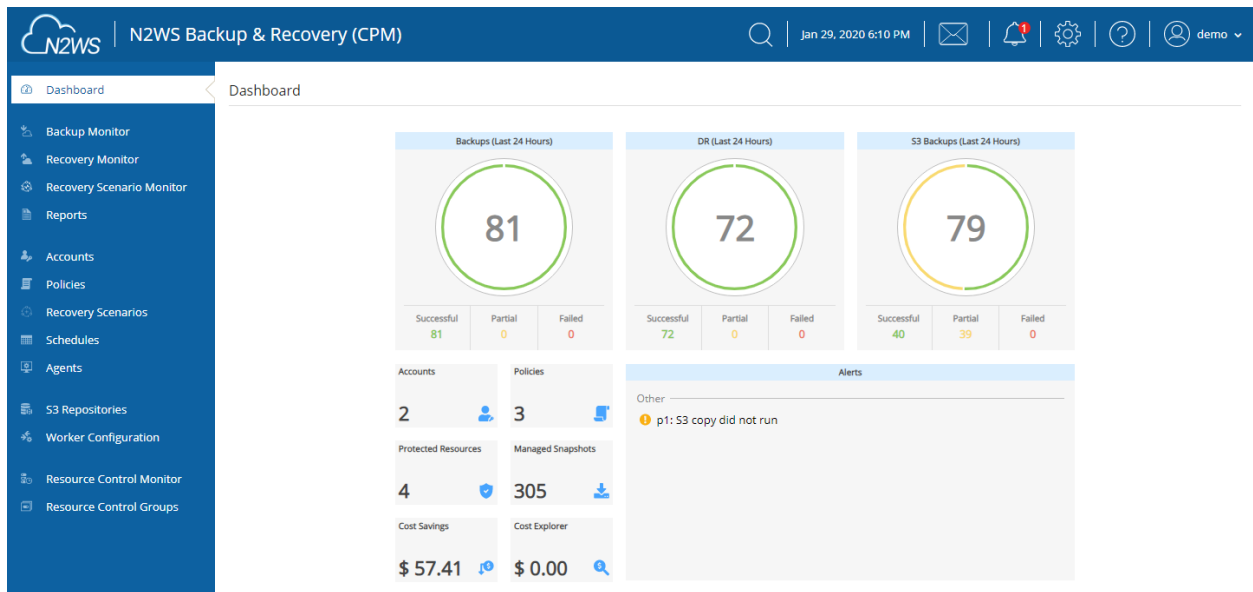 N2WS
N2WS Backup & Recovery (CPM)
Jan 29, 2020 6:10 PM
1
?
demo
Dashboard
Backup Monitor
Recovery Monitor
Recovery Scenario Monitor
Reports
Accounts
Policies
Recovery Scenarios
Schedules
Agents
S3 Repositories
Worker Configuration
Resource Control Monitor
Resource Control Groups
Dashboard
Backups (Last 24 Hours)
81
Successful Partial Failed
81 0 0
DR (Last 24 Hours)
72
Successful Partial Failed
72 0 0
S3 Backups (Last 24 Hours)
79
Successful Partial Failed
40 39 0
Accounts
2
Policies
3
Protected Resources
4
Managed Snapshots
305
Cost Savings
$ 57.41
Cost Explorer
$ 0.00
Alerts
Other
p1: S3 copy did not run